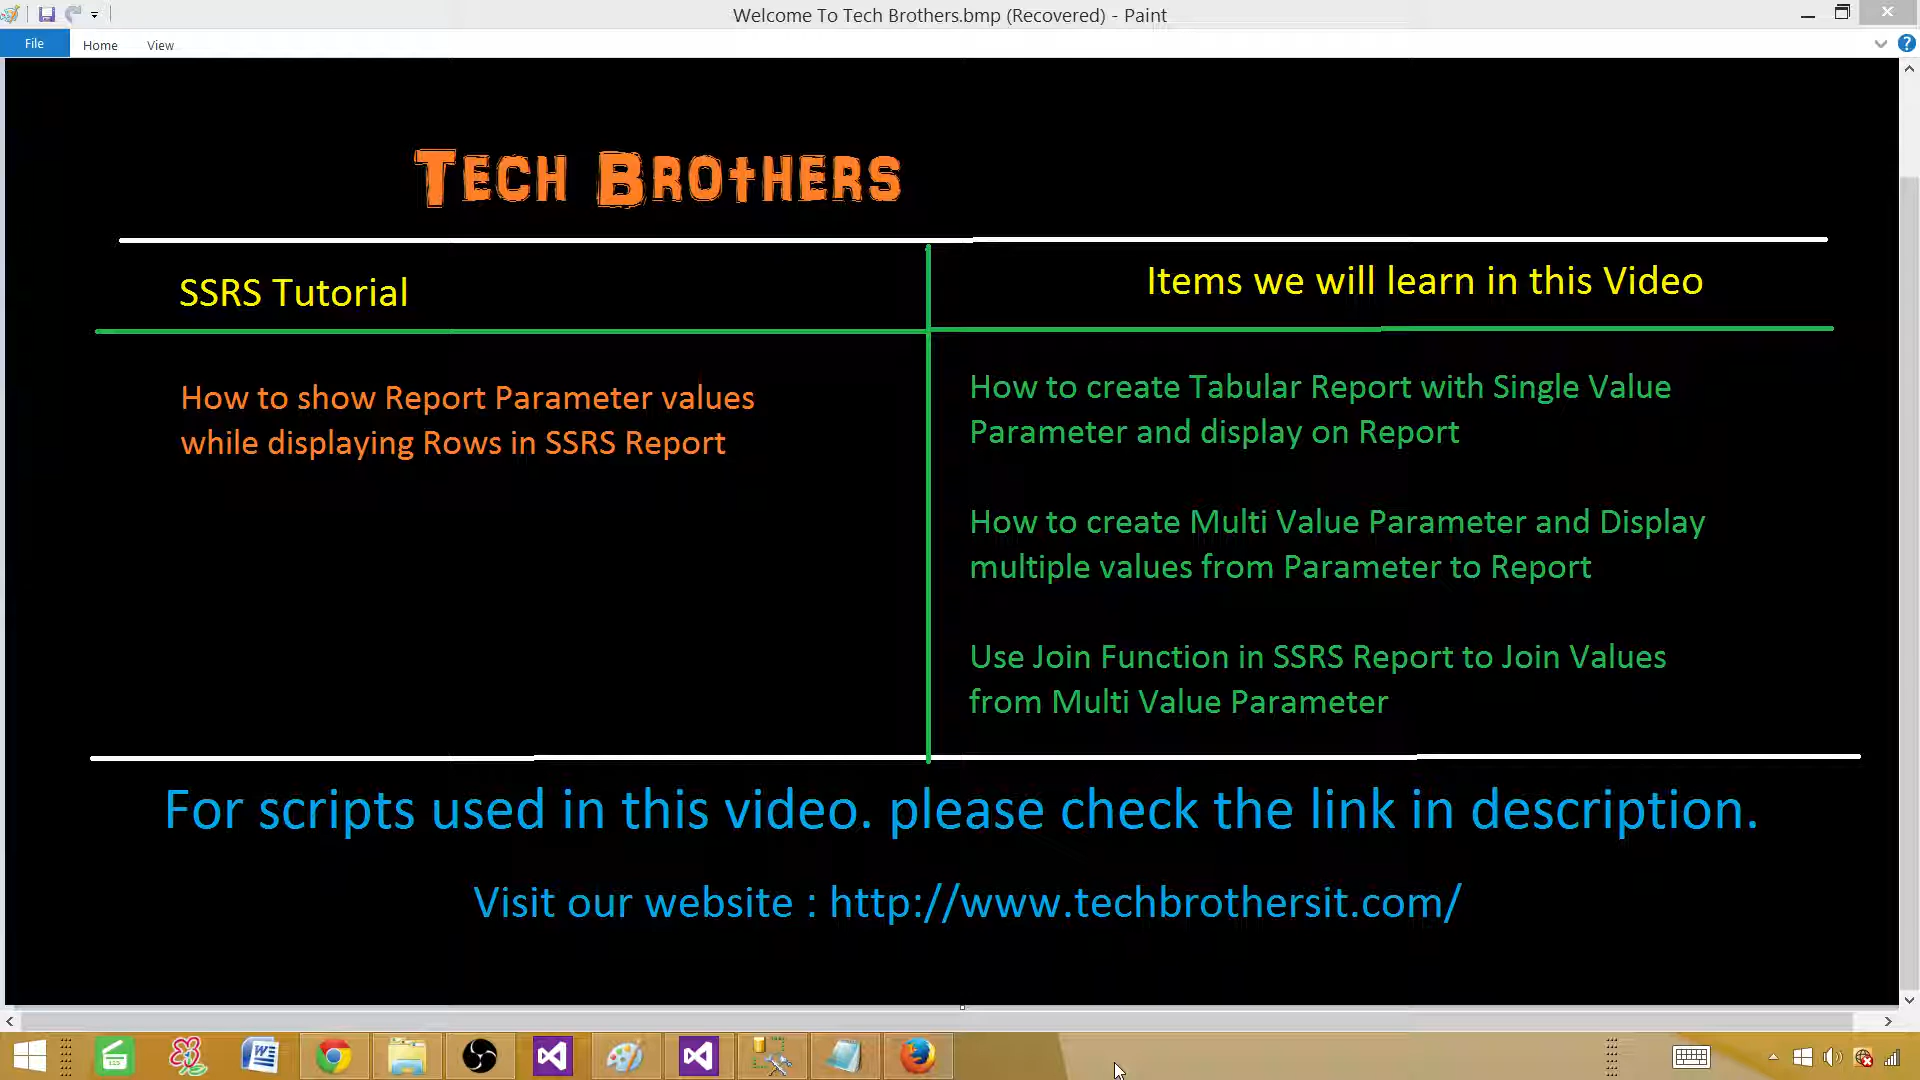 Welcome To Tech Brothers.bmp (Recovered) - Paint
File Home View
Tech Brothers
SSRS Tutorial
Items we will learn in this Video
How to show Report Parameter values
while displaying Rows in SSRS Report
How to create Tabular Report with Single Value
Parameter and display on Report
How to create Multi Value Parameter and Display
multiple values from Parameter to Report
Use Join Function in SSRS Report to Join Values
from Multi Value Parameter
For scripts used in this video. please check the link in description.
Visit our website : http://www.techbrothersit.com/